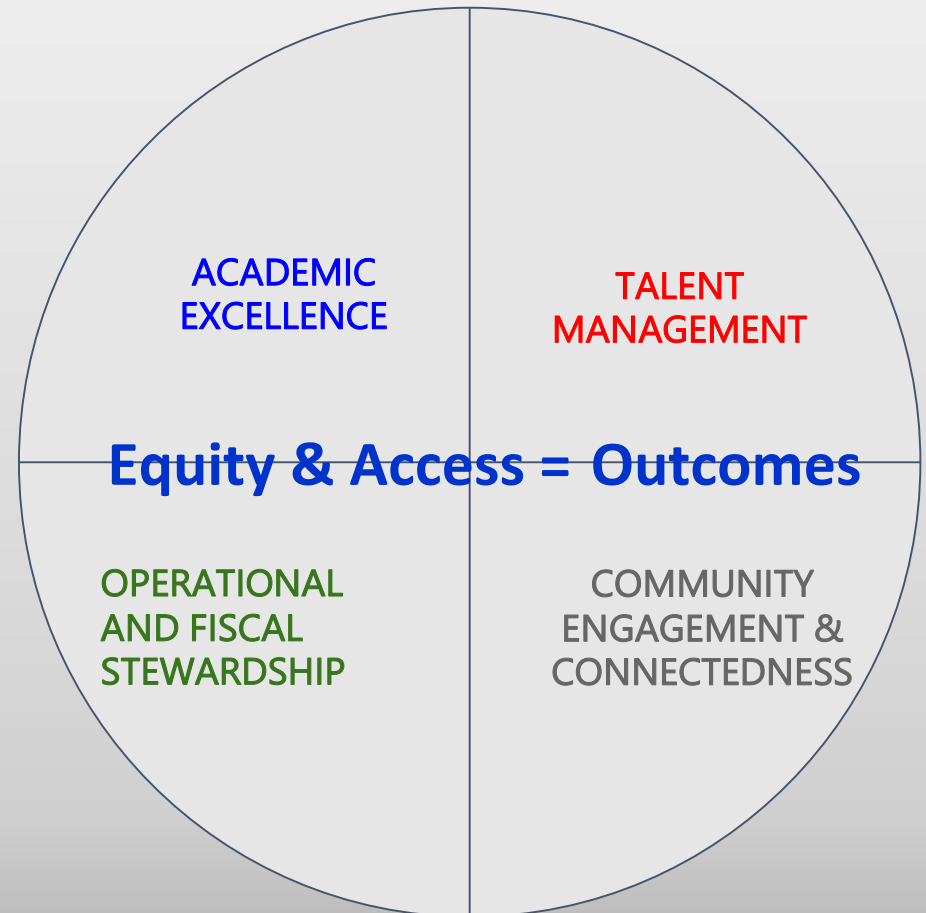 ACADEMIC
EXCELLENCE
TALENT
MANAGEMENT
Equity & Access = Outcomes
OPERATIONAL
AND FISCAL
STEWARDSHIP
COMMUNITY
ENGAGEMENT &
CONNECTEDNESS